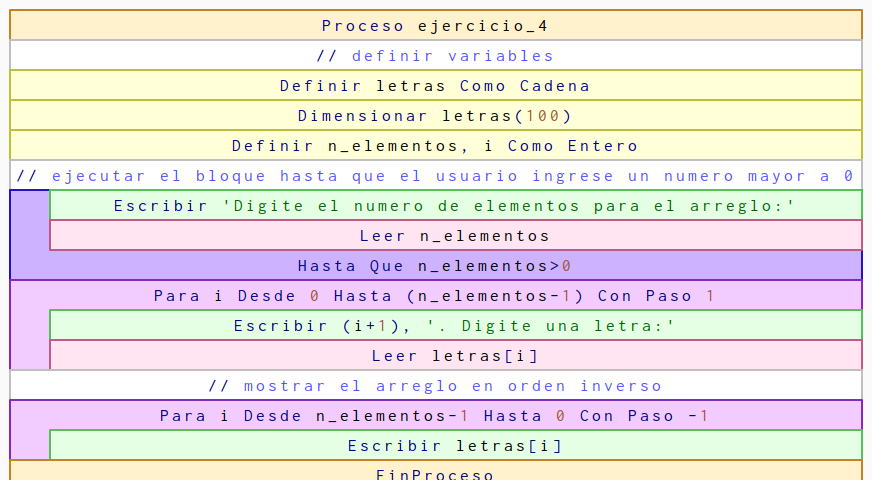 Proceso ejercicio_4
// definir variables
Definir letras Como Cadena
Dimensionar letras(100)
Definir n_elementos, i Como Entero
// ejecutar el bloque hasta que el usuario ingrese un numero mayor a 0
Escribir 'Digite el numero de elementos para el arreglo:'
Leer n_elementos
Hasta Que n_elementos>0
Para i Desde 0 Hasta (n_elementos-1) Con Paso 1
Escribir (i+1), '. Digite una letra:'
Leer letras[i]
// mostrar el arreglo en orden inverso
Para i Desde n_elementos-1 Hasta 0 Con Paso -1
Escribir letras[i]
FinProceso